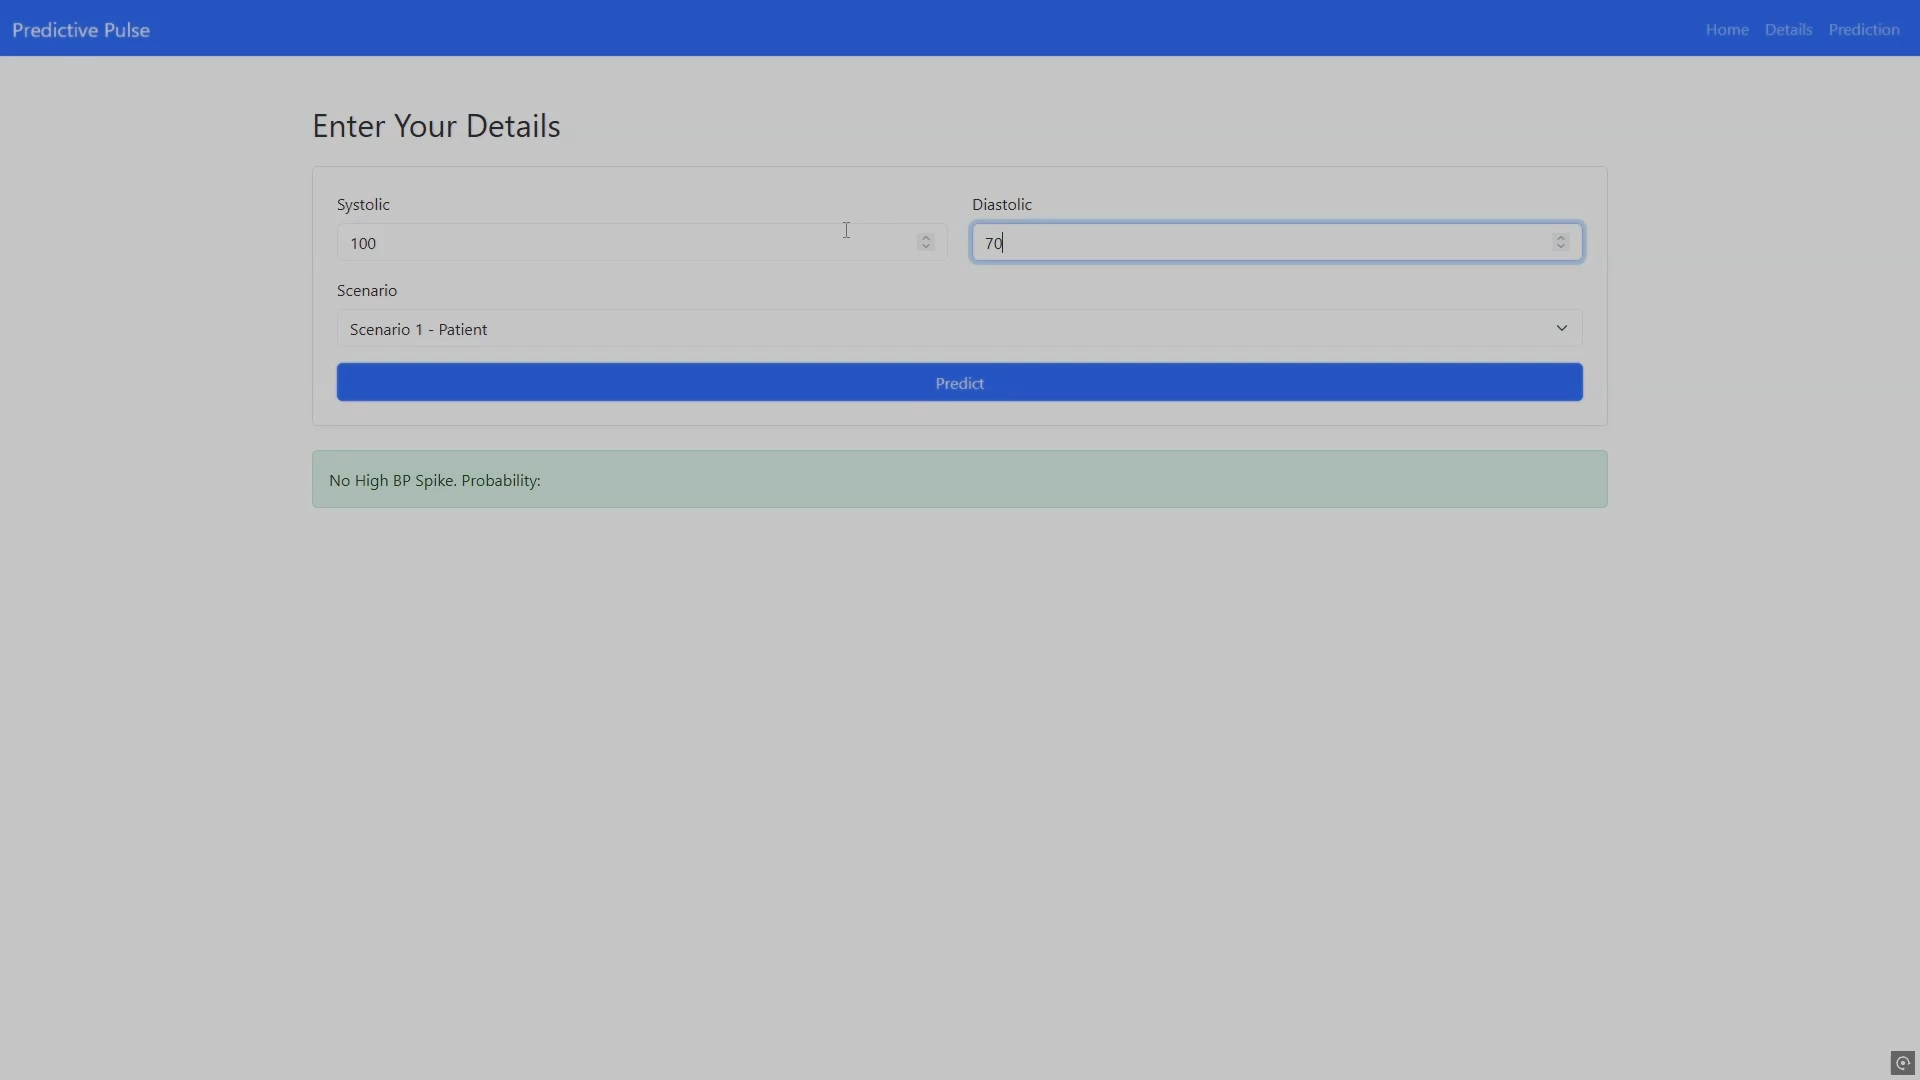 Predictive Pulse
Home Details Prediction
Enter Your Details
Systolic Diastolic
100 70
Scenario
Scenario 1 - Patient
Predict
No High BP Spike. Probability: